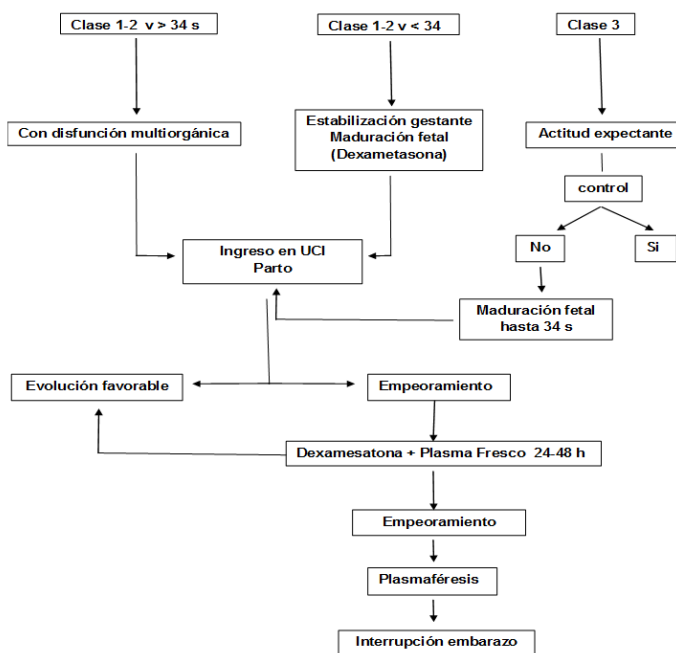 Clase 1-2 v > 34 s
Clase 1-2 v < 34
Clase 3
Con disfunción multiorgánica
Estabilización gestante
Maduración fetal
(Dexametasona)
Actitud expectante
control
No
Si
Ingreso en UCI
Parto
Maduración fetal
hasta 34 s
Evolución favorable
Empeoramiento
Dexamesatona + Plasma Fresco 24-48 h
Empeoramiento
Plasmaféresis
Interrupción embarazo